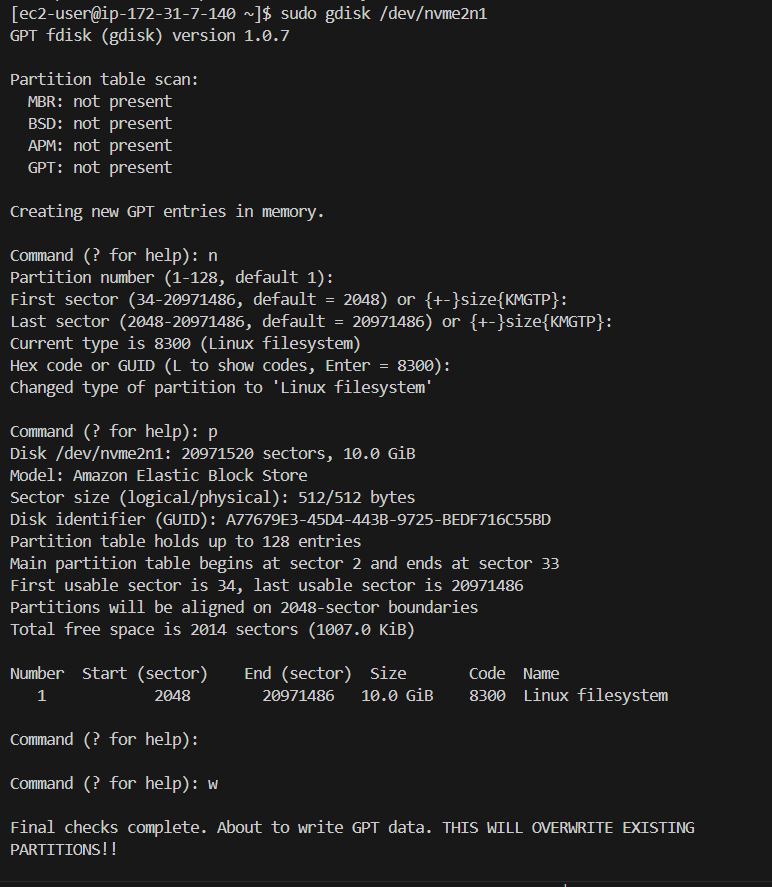 [ec2-user@ip-172-31-7-140 ~]$ sudo gdisk /dev/nvme2n1
GPT fdisk (gdisk) version 1.0.7

Partition table scan:
  MBR: not present
  BSD: not present
  APM: not present
  GPT: not present

Creating new GPT entries in memory.

Command (? for help): n
Partition number (1-128, default 1):
First sector (34-20971486, default = 2048) or {+-}size{KMGTP}:
Last sector (2048-20971486, default = 20971486) or {+-}size{KMGTP}:
Current type is 8300 (Linux filesystem)
Hex code or GUID (L to show codes, Enter = 8300):
Changed type of partition to 'Linux filesystem'

Command (? for help): p
Disk /dev/nvme2n1: 20971520 sectors, 10.0 GiB
Model: Amazon Elastic Block Store
Sector size (logical/physical): 512/512 bytes
Disk identifier (GUID): A77679E3-45D4-443B-9725-BEDF716C55BD
Partition table holds up to 128 entries
Main partition table begins at sector 2 and ends at sector 33
First usable sector is 34, last usable sector is 20971486
Partitions will be aligned on 2048-sector boundaries
Total free space is 2014 sectors (1007.0 KiB)

Number  Start (sector)    End (sector)  Size       Code  Name
   1            2048        20971486   10.0 GiB    8300  Linux filesystem

Command (? for help):

Command (? for help): w

Final checks complete. About to write GPT data. THIS WILL OVERWRITE EXISTING
PARTITIONS!!